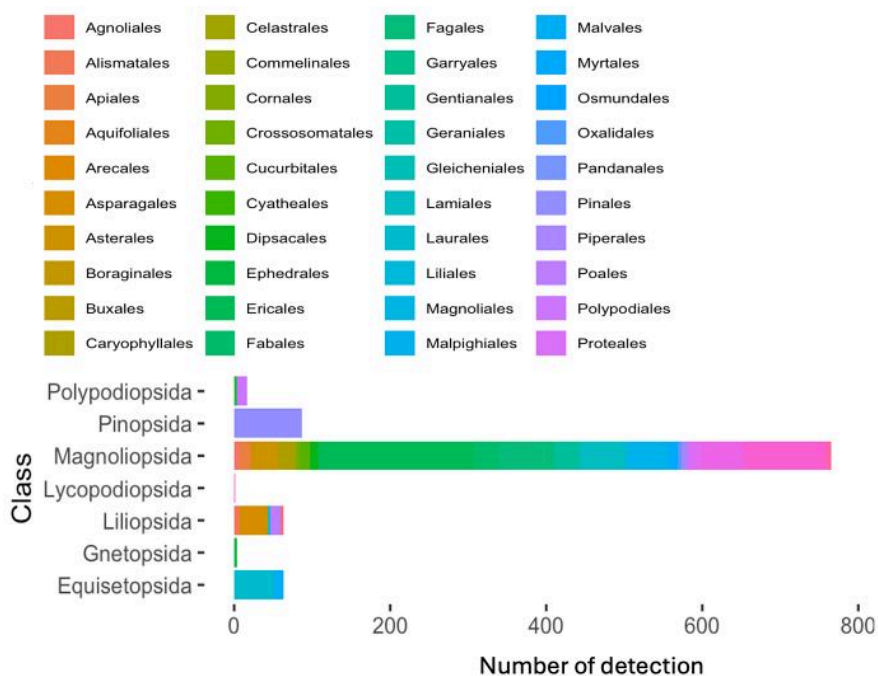 Agnoliales Celastrales Fagales Malvales
Alismatales Commelinales Garryales Myrtales
Apiales Cornales Gentianales Osmundales
Aquifoliales Crossosomatales Geraniales Oxalidales
Arecales Cucurbitales Gleicheniales Pandanales
Asparagales Cyatheales Lamiales Pinales
Asterales Dipsacales Laurales Piperales
Boraginales Ephedrales Liliales Poales
Buxales Ericales Magnoliales Polypodiales
Caryophyllales Fabales Malpighiales Proteales
Class
Polypodiopsida
Pinopsida
Magnoliopsida
Lycopodiopsida
Liliopsida
Gnetopsida
Equisetopsida
0 200 400 600 800
Number of detection